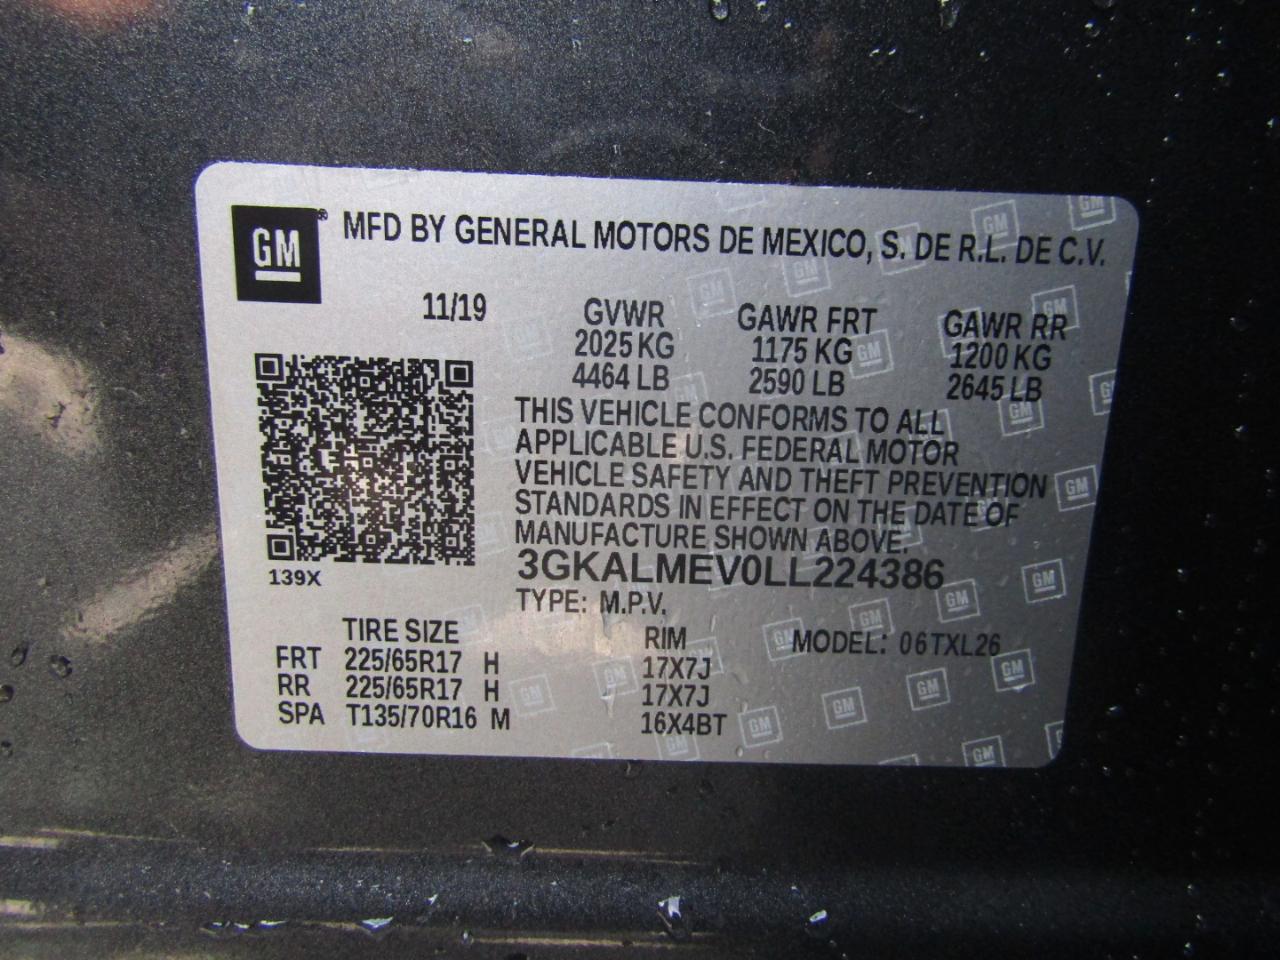 GM® MFD BY GENERAL MOTORS DE MEXICO, S. DE R.L. DE C.V.
11/19
GVWR GAWR FRT GAWR RR
2025 KG 1175 KG 1200 KG
4464 LB 2590 LB 2645 LB
THIS VEHICLE CONFORMS TO ALL
APPLICABLE U.S. FEDERAL MOTOR
VEHICLE SAFETY AND THEFT PREVENTION
STANDARDS IN EFFECT ON THE DATE OF
MANUFACTURE SHOWN ABOVE.
139X
3GKALMEV0LL224386
TYPE: M.P.V.
TIRE SIZE RIM MODEL: 06TXL26
FRT 225/65R17 H 17X7J
RR 225/65R17 H 17X7J
SPA T135/70R16 M 16X4BT